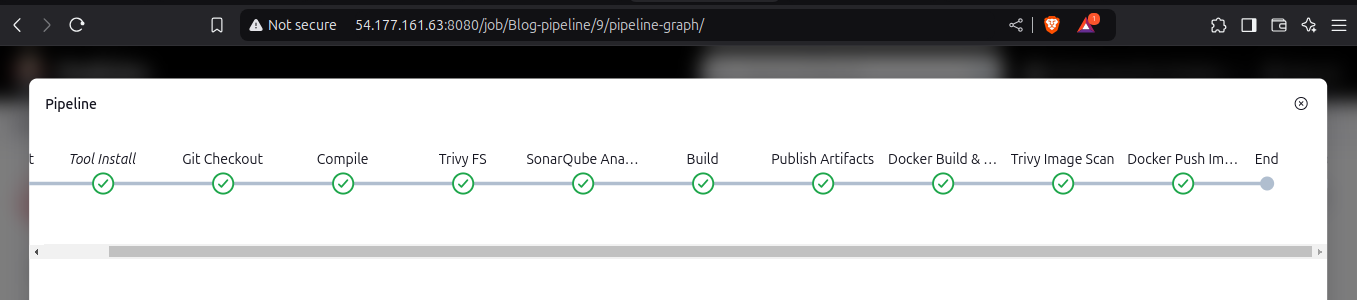 Not secure 54.177.161.63:8080/job/Blog-pipeline/9/pipeline-graph/ 1
Pipeline
t Tool Install Git Checkout Compile Trivy FS SonarQube Ana… Build Publish Artifacts Docker Build & … Trivy Image Scan Docker Push Im… End